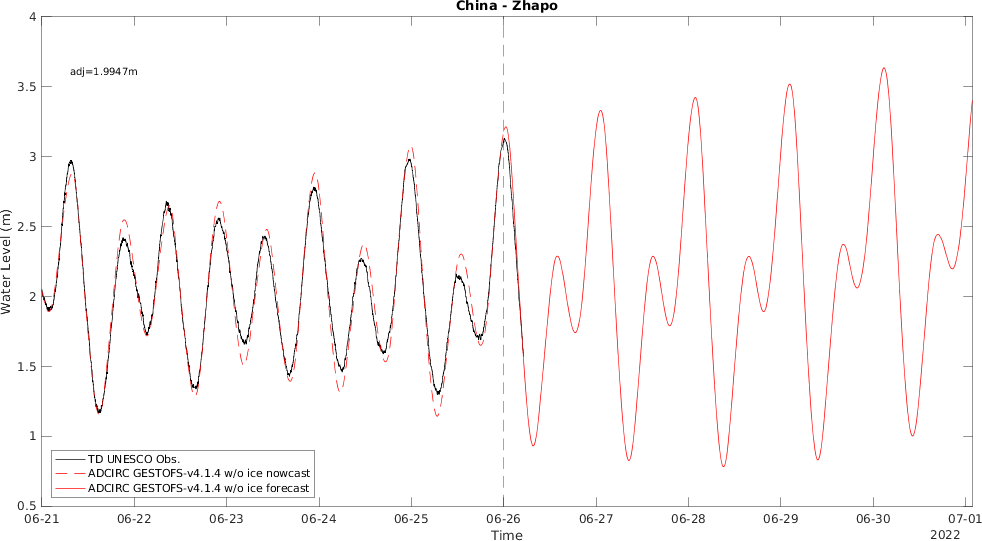 China - Zhapo
adj=1.9947m
4
3.5
3
2.5
2
1.5
1
0.5
Water Level (m)
TD UNESCO Obs.
ADCIRC GESTOFS-v4.1.4 w/o ice nowcast
ADCIRC GESTOFS-v4.1.4 w/o ice forecast
06-21 06-22 06-23 06-24 06-25 06-26 06-27 06-28 06-29 06-30 07-01
Time
2022